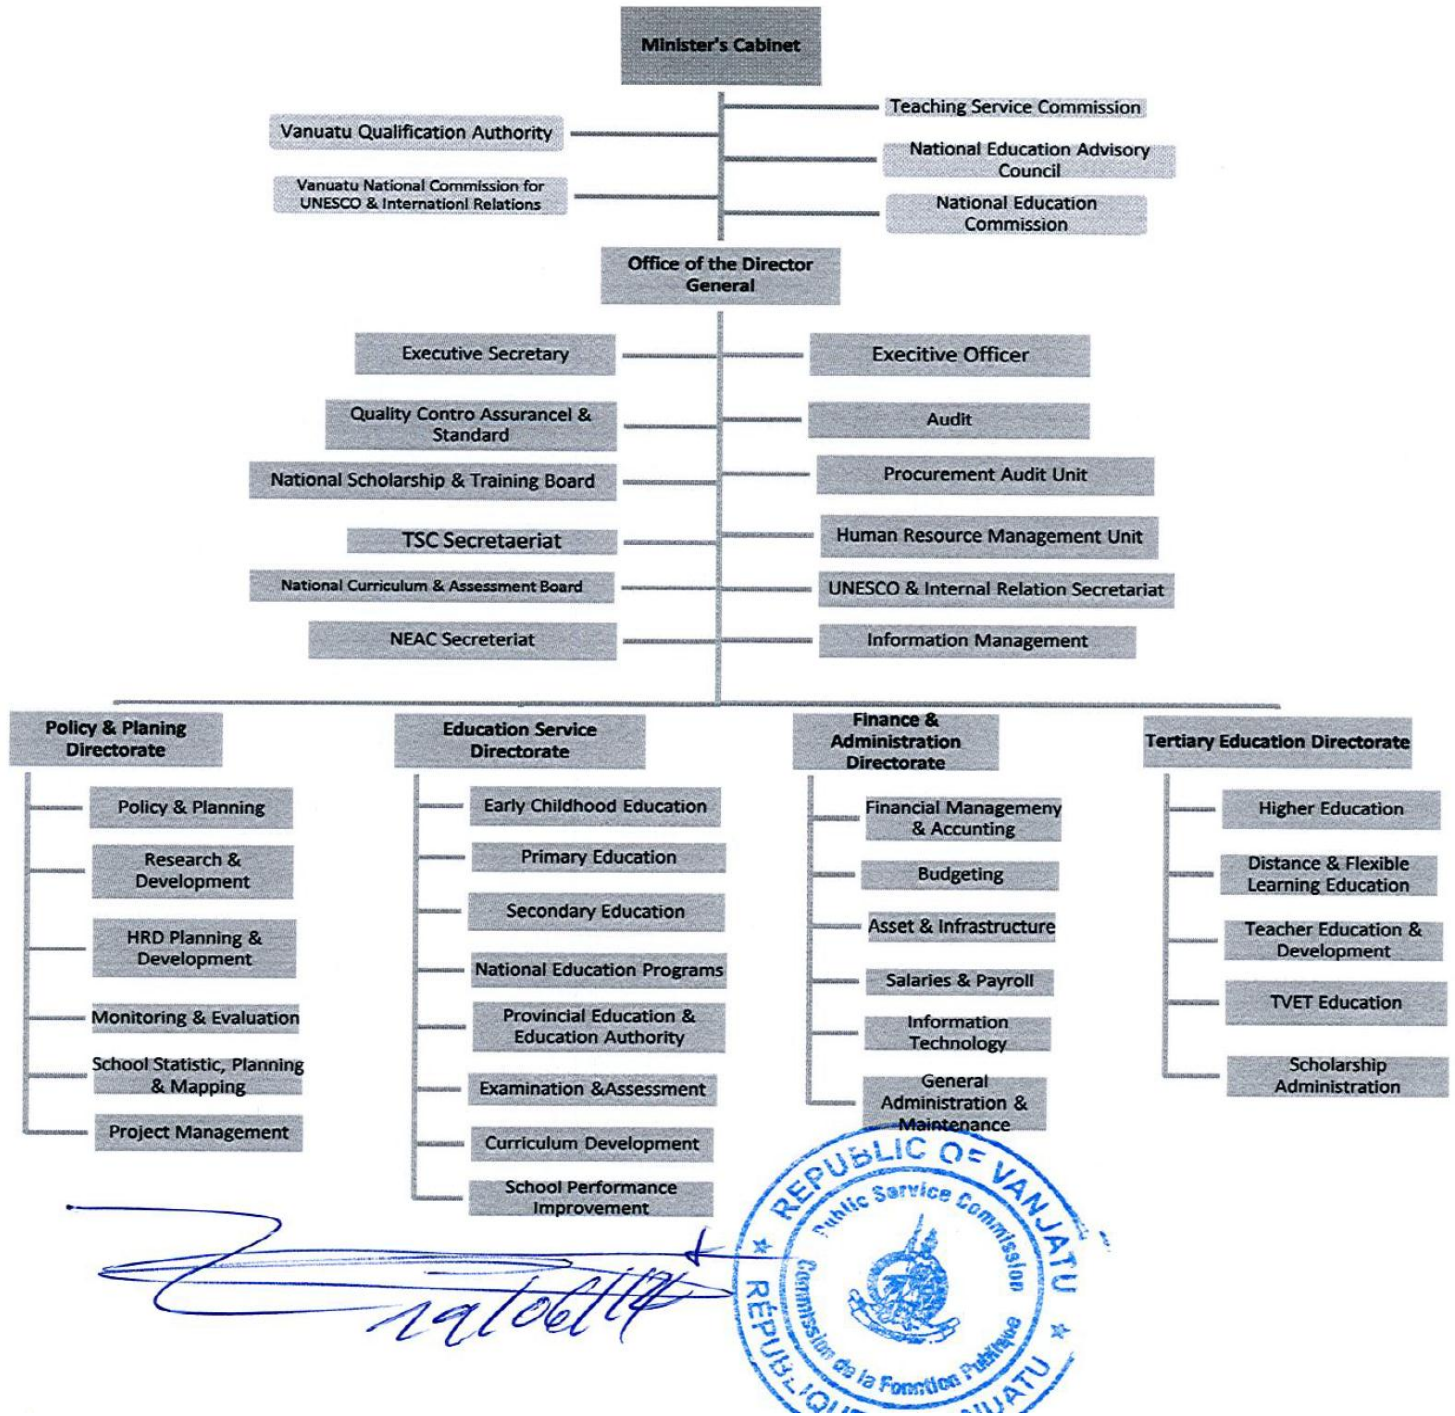 Minister's Cabinet
Teaching Service Commission
Vanuatu Qualification Authority
National Education Advisory
Council
Vanuatu National Commission for
UNESCO & Internationl Relations
National Education
Commission
Office of the Director
General
Executive Secretary
Execitive Officer
Quality Contro Assurancel &
Standard
Audit
National Scholarship & Training Board
Procurement Audit Unit
TSC Secretaeriat
Human Resource Management Unit
National Curriculum & Assessment Board
UNESCO & Internal Relation Secretariat
NEAC Secreteriat
Information Management
Policy & Planing
Directorate
Policy & Planning
Research &
Development
HRD Planning &
Development
Monitoring & Evaluation
School Statistic, Planning
& Mapping
Project Management
Education Service
Directorate
Early Childhood Education
Primary Education
Secondary Education
National Education Programs
Provincial Education &
Education Authority
Examination &Assessment
Curriculum Development
School Performance
Improvement
Finance &
Administration
Directorate
Financial Managemeny
& Accunting
Budgeting
Asset & Infrastructure
Salaries & Payroll
Information
Technology
General
Administration &
Maintenance
Tertiary Education Directorate
Higher Education
Distance & Flexible
Learning Education
Teacher Education &
Development
TVET Education
Scholarship
Administration
REPUBLIC OF VANUATU
Public Service Commission
Commission de la Fonction Publique
RÉPUBLIQUE